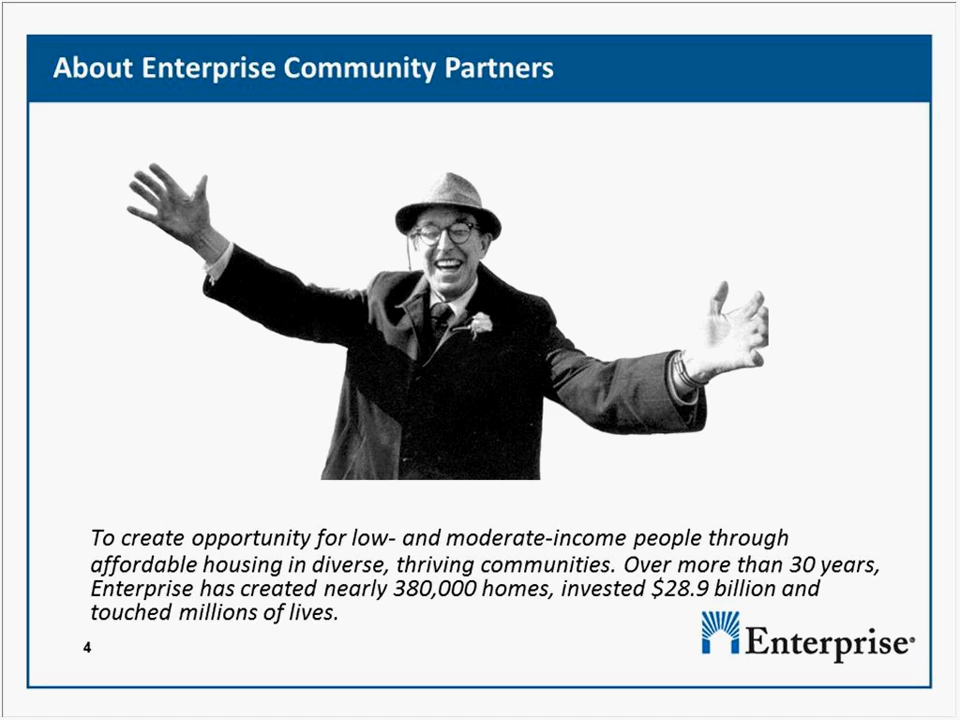 About Enterprise Community Partners
To create opportunity for low- and moderate-income people through
affordable housing in diverse, thriving communities. Over more than 30 years,
Enterprise has created nearly 380,000 homes, invested $28.9 billion and
touched millions of lives.
4
Enterprise®